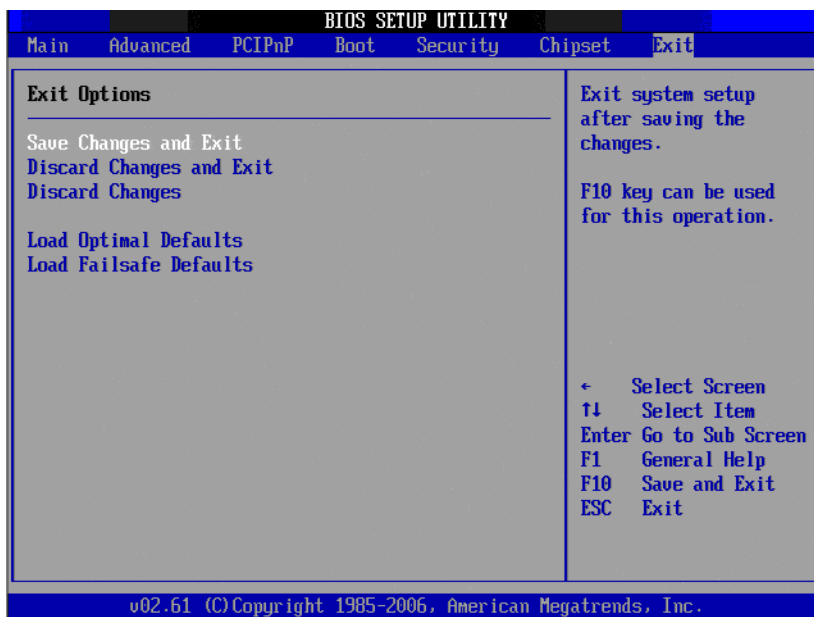 BIOS SETUP UTILITY
Main Advanced PCIPnP Boot Security Chipset Exit
Exit Options
Save Changes and Exit
Discard Changes and Exit
Discard Changes
Load Optimal Defaults
Load Failsafe Defaults
Exit system setup
after saving the
changes.
F10 key can be used
for this operation.
← Select Screen
↑↓ Select Item
Enter Go to Sub Screen
F1 General Help
F10 Save and Exit
ESC Exit
v02.61 (C)Copyright 1985-2006, American Megatrends, Inc.